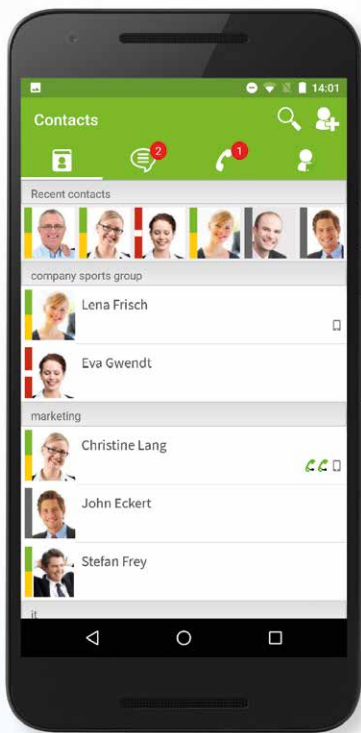 14:01
Contacts
2
1
Recent contacts
company sports group
Lena Frisch
Eva Gwendt
marketing
Christine Lang
John Eckert
Stefan Frey
it